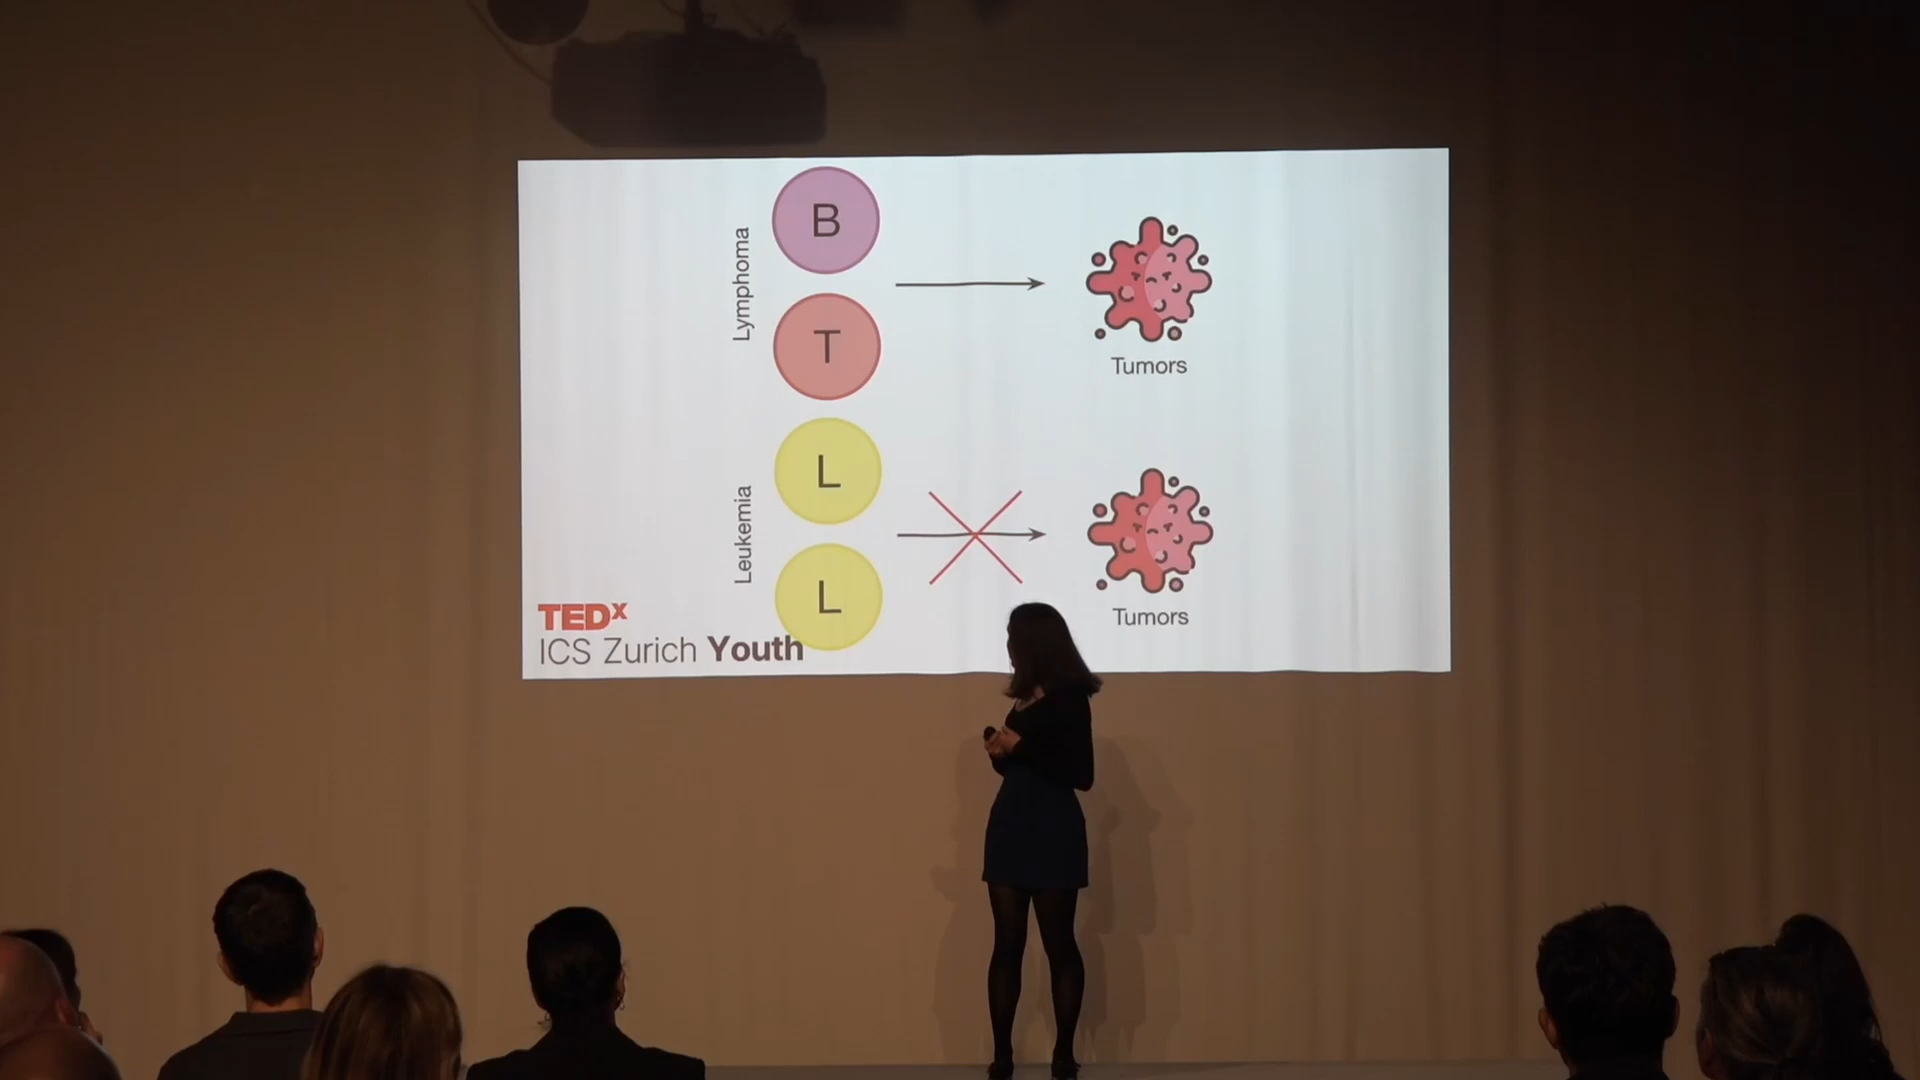 Lymphoma
B
T
Tumors
Leukemia
L
L
Tumors
TEDx
ICS Zurich Youth